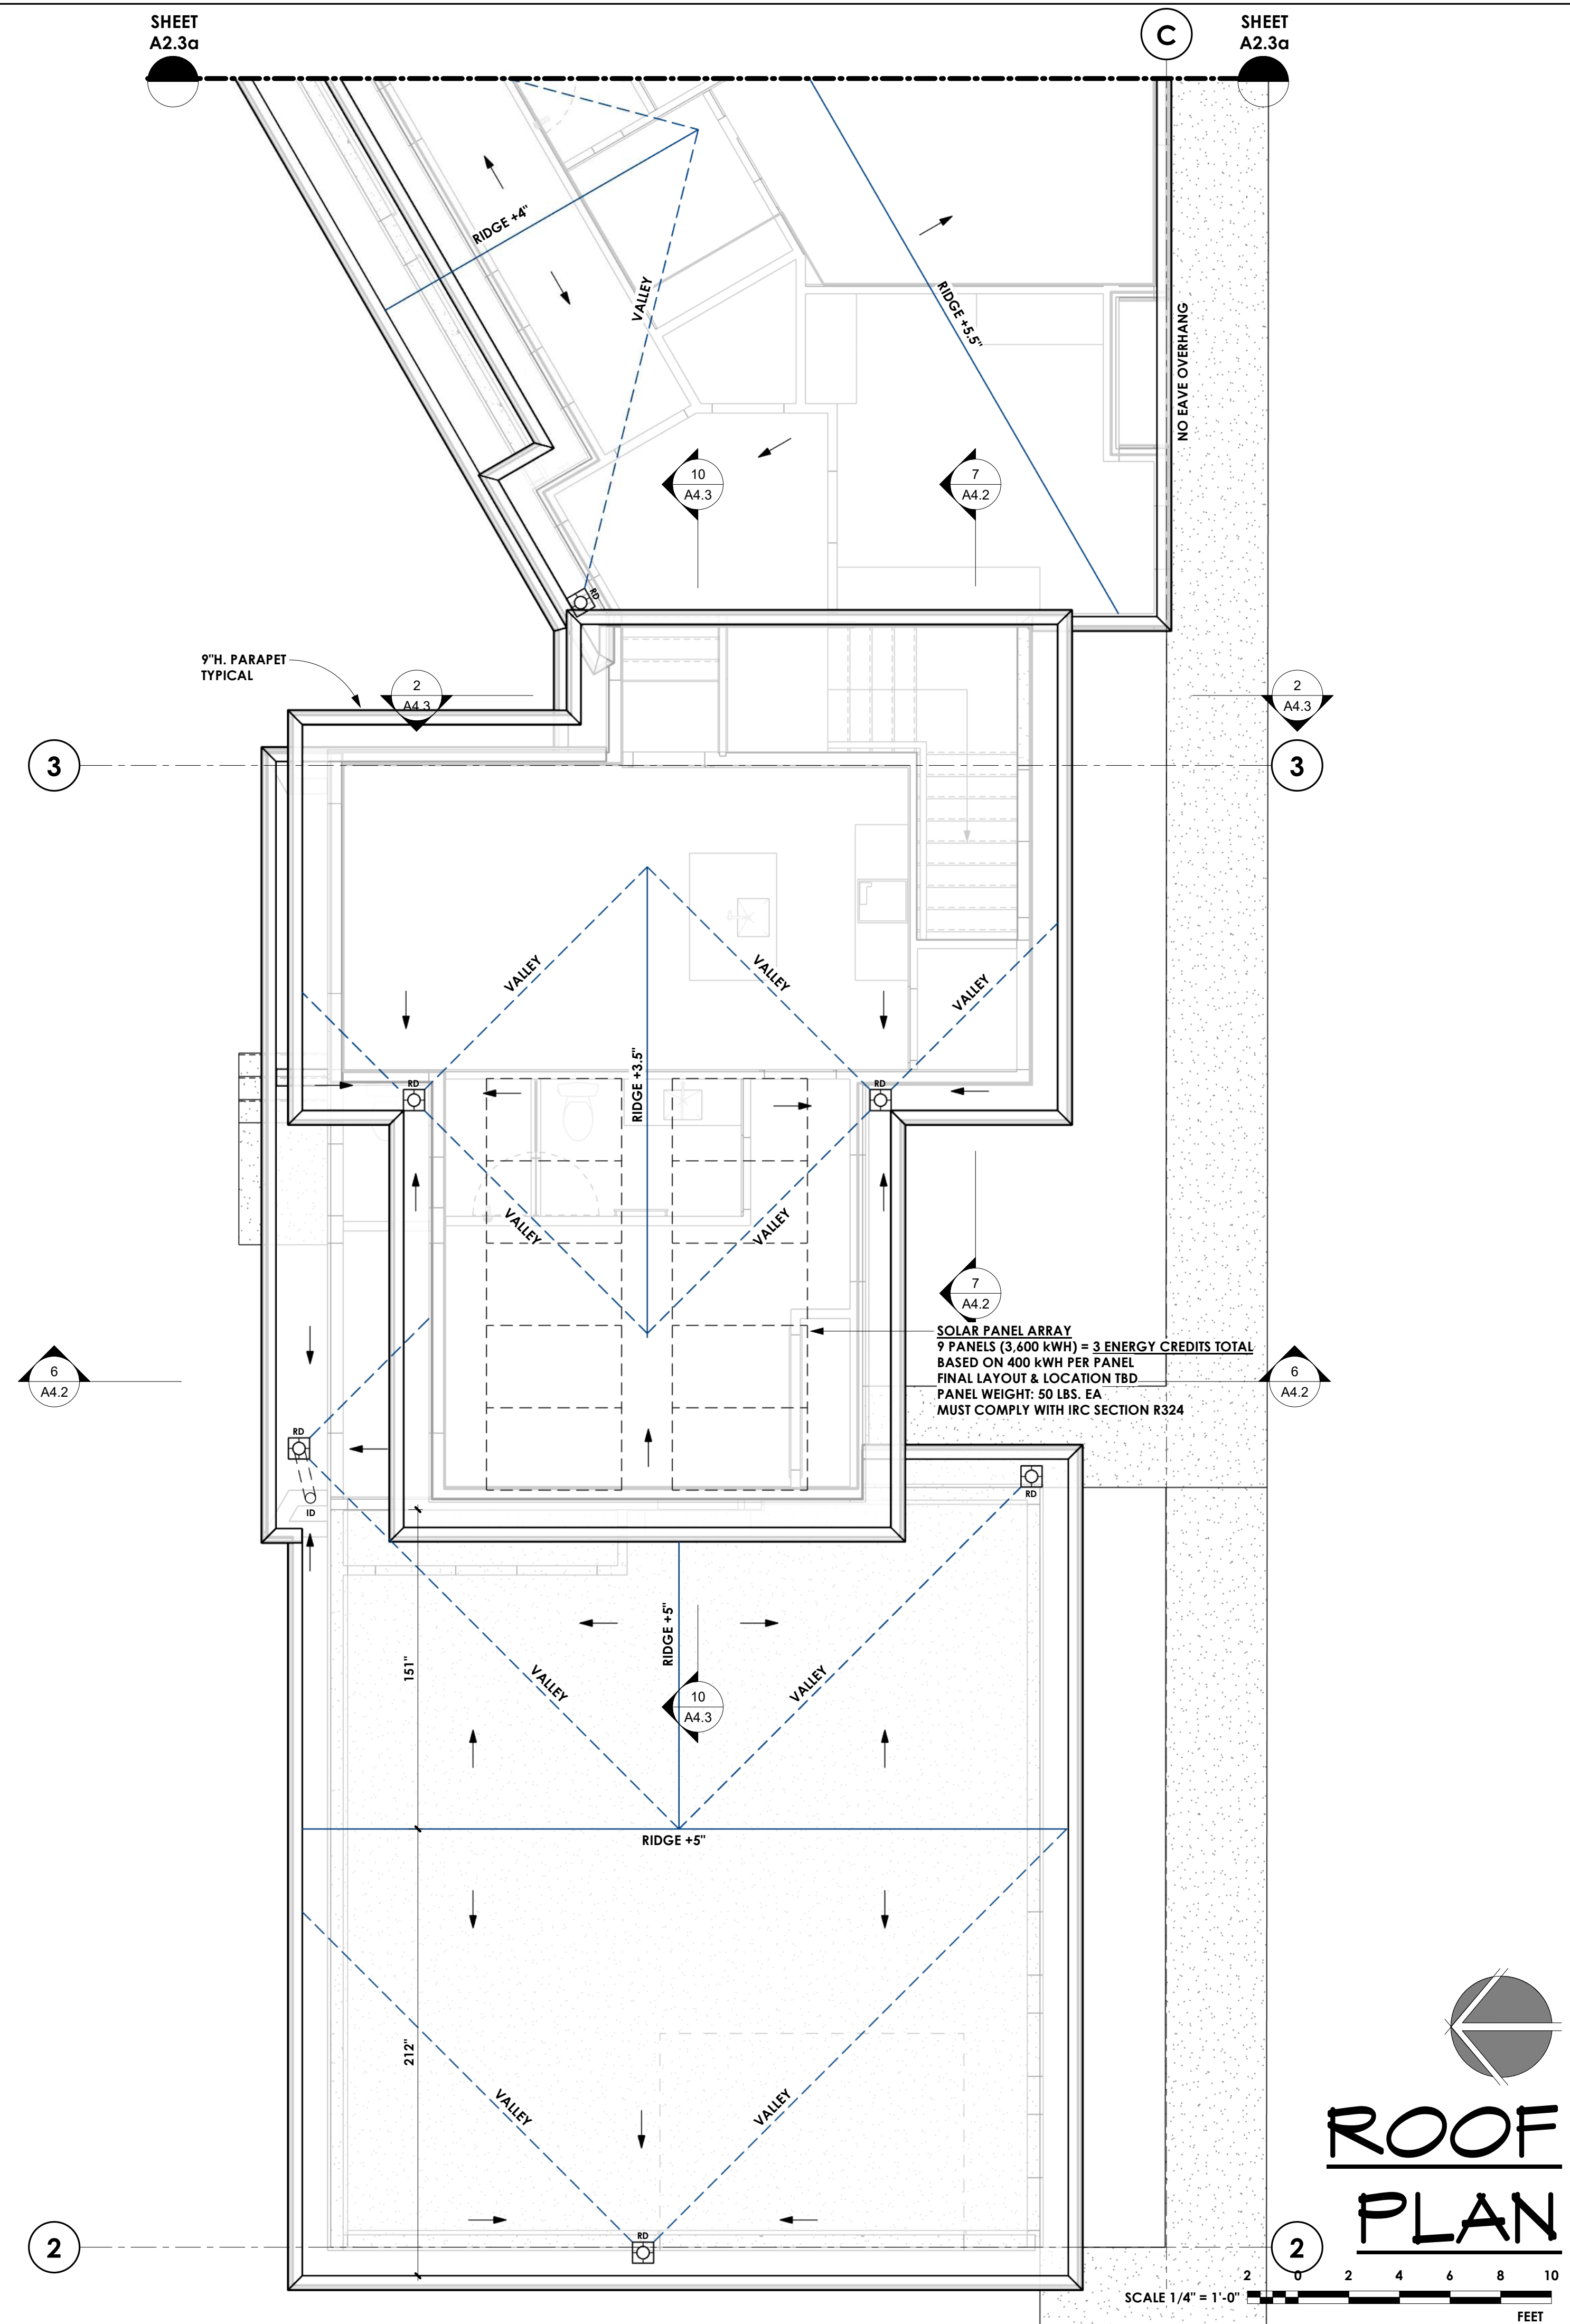 SHEET
A2.3a
C
SHEET
A2.3a
RIDGE +4"
VALLEY
RIDGE +5.5"
NO EAVE OVERHANG
10
A4.3
7
A4.2
RD
9"H. PARAPET
TYPICAL
2
A4.3
2
A4.3
3
3
VALLEY
VALLEY
VALLEY
RIDGE +3.5"
RD
RD
VALLEY
VALLEY
7
A4.2
SOLAR PANEL ARRAY
9 PANELS (3,600 kWH) = 3 ENERGY CREDITS TOTAL
BASED ON 400 kWH PER PANEL
FINAL LAYOUT & LOCATION TBD
PANEL WEIGHT: 50 LBS. EA
MUST COMPLY WITH IRC SECTION R324
6
A4.2
6
A4.2
RD
ID
RD
RIDGE +5"
151"
VALLEY
VALLEY
10
A4.3
RIDGE +5"
212"
VALLEY
VALLEY
RD
2
2
ROOF
PLAN
2 0 2 4 6 8 10
SCALE 1/4" = 1'-0"
FEET